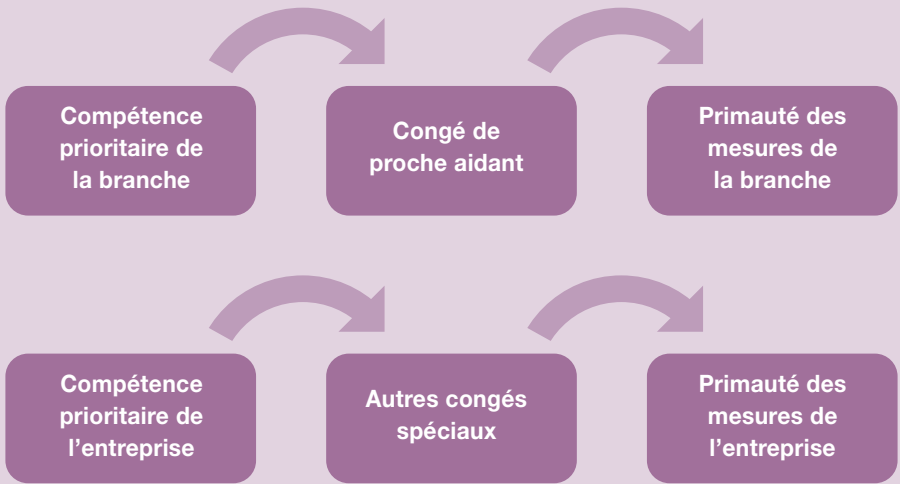 Compétence
prioritaire de
la branche
Congé de
proche aidant
Primauté des
mesures de
la branche
Compétence
prioritaire de
l’entreprise
Autres congés
spéciaux
Primauté des
mesures de
l’entreprise